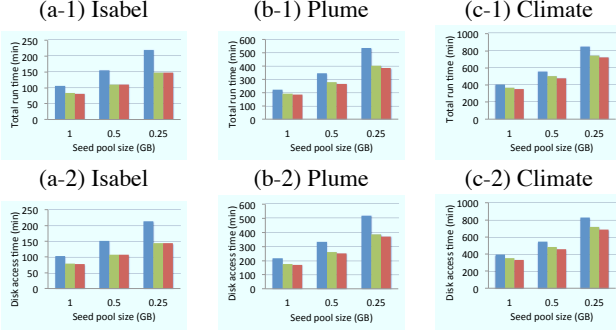 (a-1) Isabel
Total run time (min)
250
200
150
100
50
0
1 0.5 0.25
Seed pool size (GB)
(b-1) Plume
Total run time (min)
600
500
400
300
200
100
0
1 0.5 0.25
Seed pool size (GB)
(c-1) Climate
Total run time (min)
1000
800
600
400
200
0
1 0.5 0.25
Seed pool size (GB)
(a-2) Isabel
Disk access time (min)
250
200
150
100
50
0
1 0.5 0.25
Seed pool size (GB)
(b-2) Plume
Disk access time (min)
600
500
400
300
200
100
0
1 0.5 0.25
Seed pool size (GB)
(c-2) Climate
Disk access time (min)
1000
800
600
400
200
0
1 0.5 0.25
Seed pool size (GB)